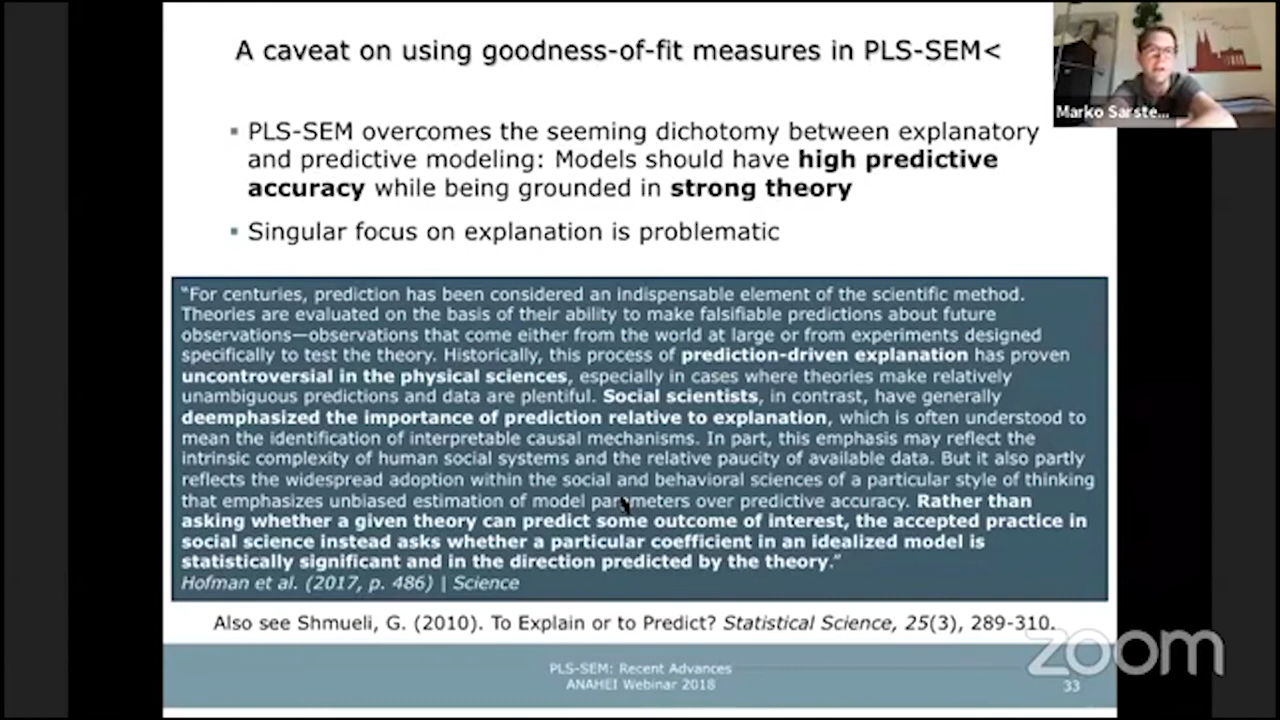 A caveat on using goodness-of-fit measures in PLS-SEM<
Marko Sarste...
▪ PLS-SEM overcomes the seeming dichotomy between explanatory
and predictive modeling: Models should have high predictive
accuracy while being grounded in strong theory
▪ Singular focus on explanation is problematic
“For centuries, prediction has been considered an indispensable element of the scientific method.
Theories are evaluated on the basis of their ability to make falsifiable predictions about future
observations—observations that come either from the world at large or from experiments designed
specifically to test the theory. Historically, this process of prediction-driven explanation has proven
uncontroversial in the physical sciences, especially in cases where theories make relatively
unambiguous predictions and data are plentiful. Social scientists, in contrast, have generally
deemphasized the importance of prediction relative to explanation, which is often understood to
mean the identification of interpretable causal mechanisms. In part, this emphasis may reflect the
intrinsic complexity of human social systems and the relative paucity of available data. But it also partly
reflects the widespread adoption within the social and behavioral sciences of a particular style of thinking
that emphasizes unbiased estimation of model parameters over predictive accuracy. Rather than
asking whether a given theory can predict some outcome of interest, the accepted practice in
social science instead asks whether a particular coefficient in an idealized model is
statistically significant and in the direction predicted by the theory.”
Hofman et al. (2017, p. 486) | Science
Also see Shmueli, G. (2010). To Explain or to Predict? Statistical Science, 25(3), 289-310.
zoom
PLS-SEM: Recent Advances
ANAHEI Webinar 2018
33